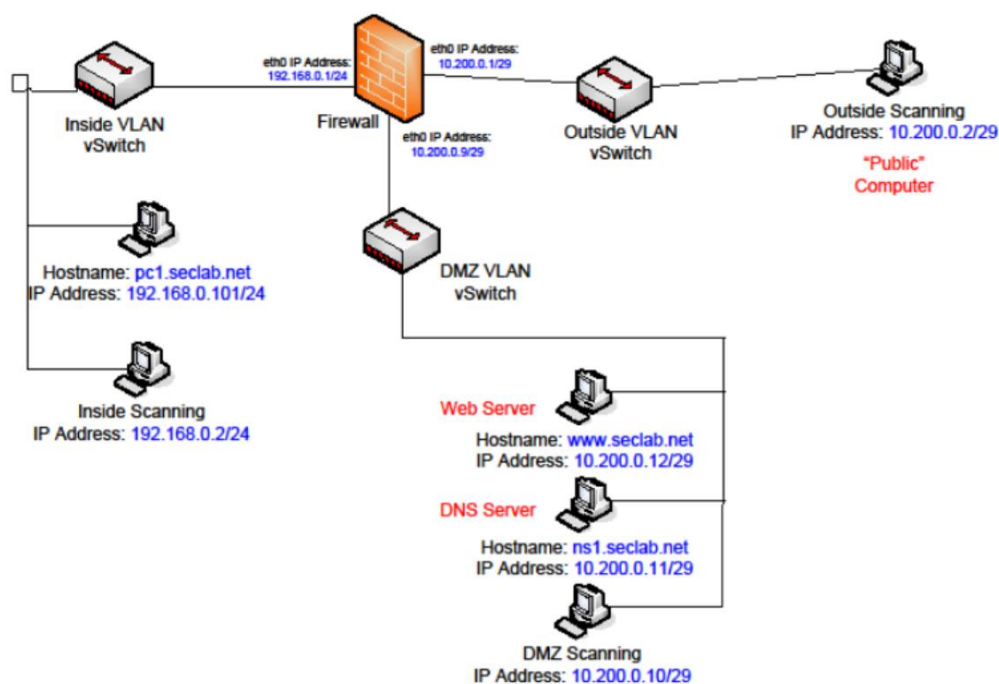 eth0 IP Address:
192.168.0.1/24
eth0 IP Address:
10.200.0.1/29
Inside VLAN
vSwitch
Firewall
eth0 IP Address:
10.200.0.9/29
Outside VLAN
vSwitch
Outside Scanning
IP Address: 10.200.0.2/29
"Public"
Computer
Hostname: pc1.seclab.net
IP Address: 192.168.0.101/24
DMZ VLAN
vSwitch
Inside Scanning
IP Address: 192.168.0.2/24
Web Server
Hostname: www.seclab.net
IP Address: 10.200.0.12/29
DNS Server
Hostname: ns1.seclab.net
IP Address: 10.200.0.11/29
DMZ Scanning
IP Address: 10.200.0.10/29